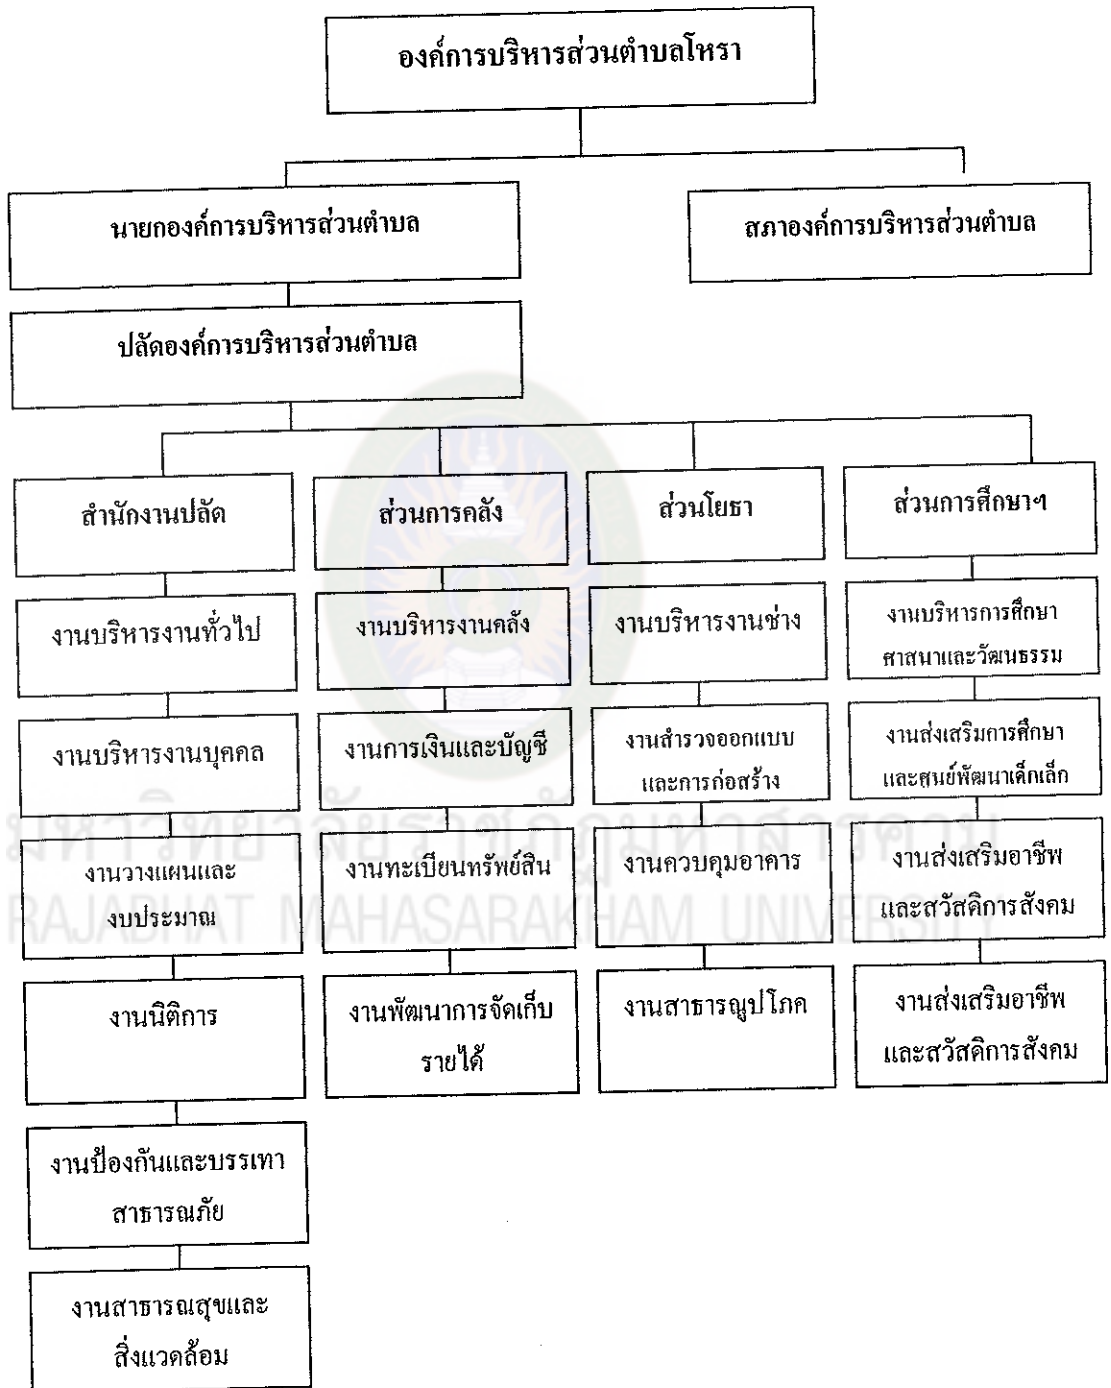 องค์การบริหารส่วนตำบลโหรา
นายกองค์การบริหารส่วนตำบล
สภาองค์การบริหารส่วนตำบล
ปลัดองค์การบริหารส่วนตำบล
สำนักงานปลัด
ส่วนการคลัง
ส่วนโยธา
ส่วนการศึกษาฯ
งานบริหารงานทั่วไป
งานบริหารงานคลัง
งานบริหารงานช่าง
งานบริหารการศึกษา
ศาสนาและวัฒนธรรม
งานบริหารงานบุคคล
งานการเงินและบัญชี
งานสำรวจออกแบบ
และการก่อสร้าง
งานส่งเสริมการศึกษา
และศูนย์พัฒนาเด็กเล็ก
มหาวิทยาลัยราชภัฏมหาสารคาม
RAJABHAT MAHASARAKHAM UNIVERSITY
งานวางแผนและ
งบประมาณ
งานทะเบียนทรัพย์สิน
งานควบคุมอาคาร
งานส่งเสริมอาชีพ
และสวัสดิการสังคม
งานนิติการ
งานพัฒนาการจัดเก็บ
รายได้
งานสาธารณูปโภค
งานส่งเสริมอาชีพ
และสวัสดิการสังคม
งานป้องกันและบรรเทา
สาธารณภัย
งานสาธารณสุขและ
สิ่งแวดล้อม